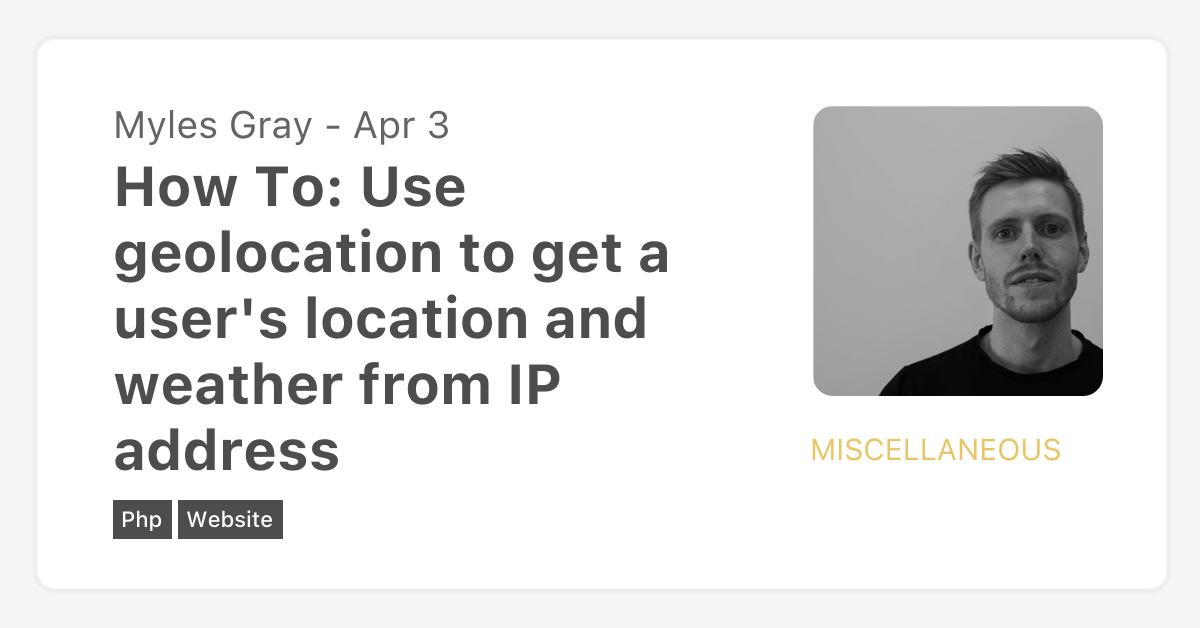 Myles Gray - Apr 3
How To: Use
geolocation to get a
user's location and
weather from IP
address
Php Website
MISCELLANEOUS